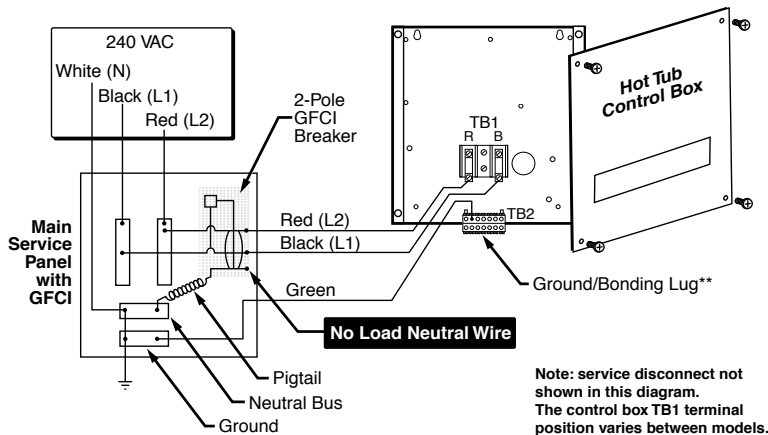 240 VAC
White (N)
Black (L1)
Red (L2)
2-Pole
GFCI
Breaker
Main
Service
Panel
with
GFCI
Red (L2)
Black (L1)
Green
No Load Neutral Wire
Pigtail
Neutral Bus
Ground
TB1
R B
TB2
Ground/Bonding Lug**
Hot Tub
Control Box
Note: service disconnect not
shown in this diagram.
The control box TB1 terminal
position varies between models.